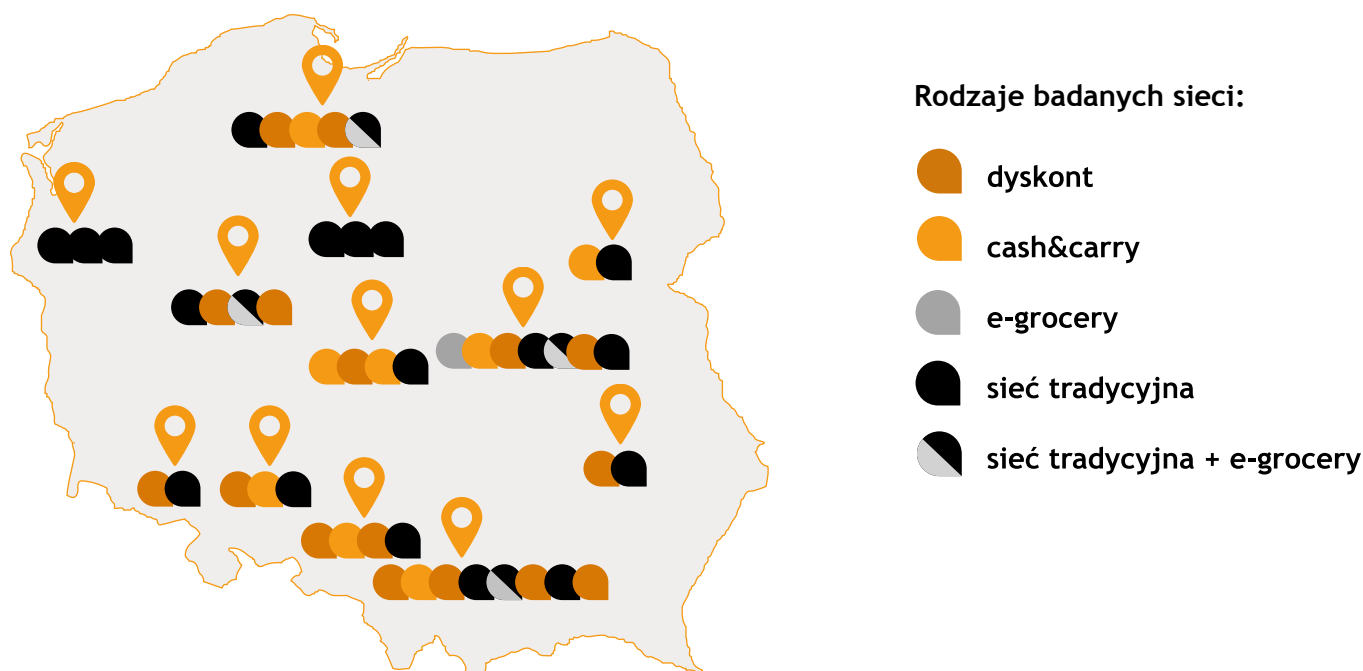 Rodzaje badanych sieci:
dyskont
cash&carry
e-grocery
sieć tradycyjna
sieć tradycyjna + e-grocery